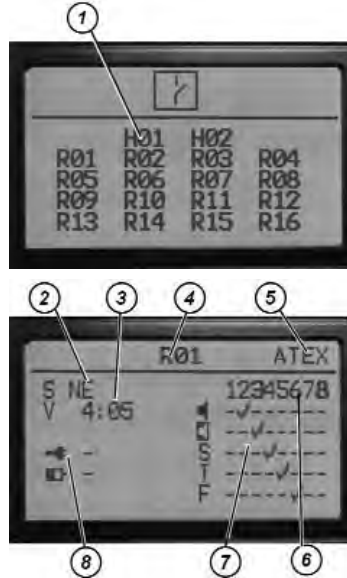 1
H01 H02
R01 R02 R03 R04
R05 R06 R07 R08
R09 R10 R11 R12
R13 R14 R15 R16
2 3 4 5
R01 ATEX
S NE 12345678
V 4:05 -✓------
--✓-----
- S ---✓----
- T ----✓---
F -----✓--
8 7 6